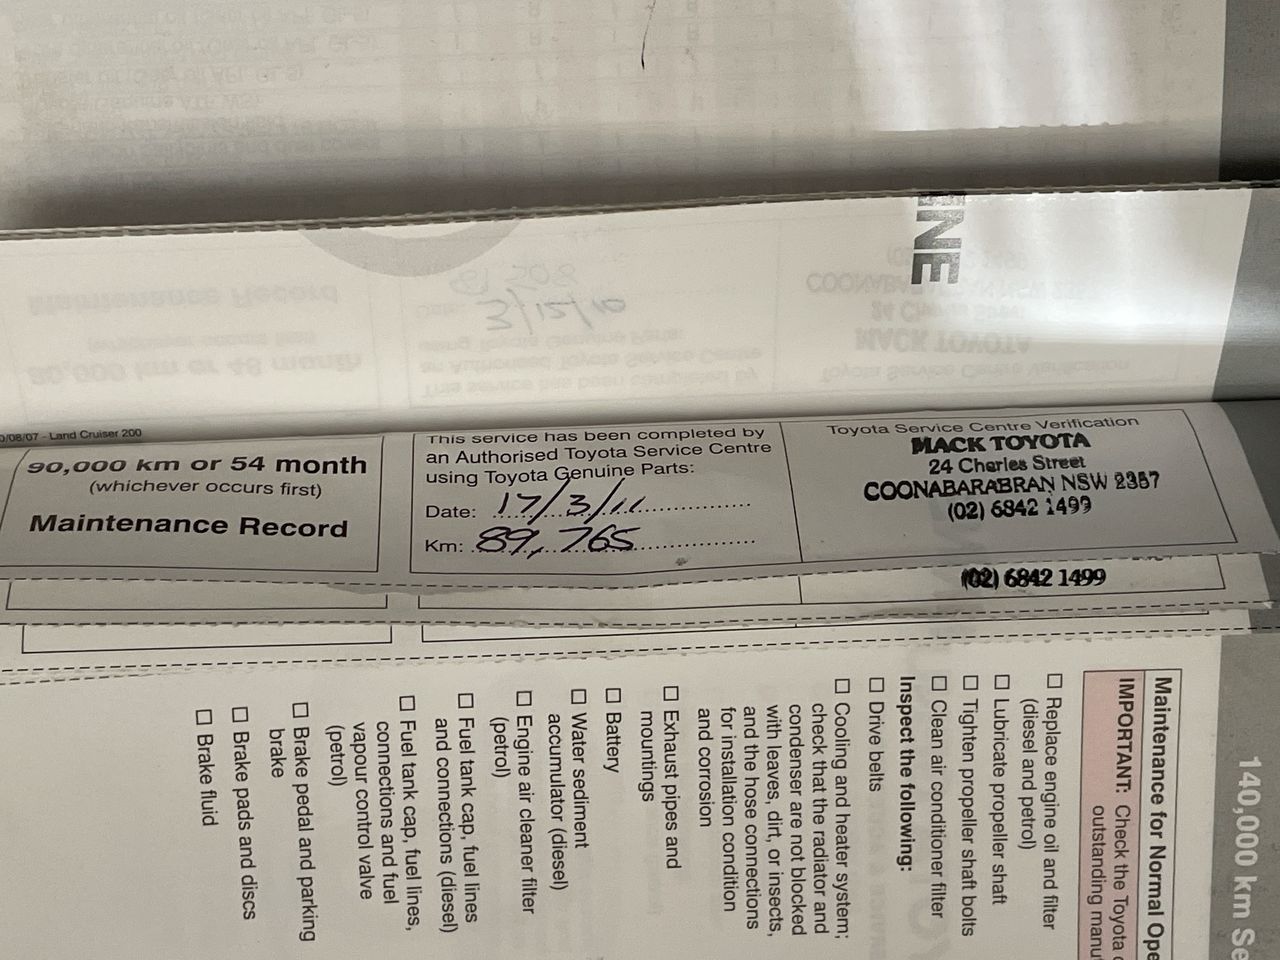 NE
0/08/07 - Land Cruiser 200
90,000 km or 54 month
(whichever occurs first)
Maintenance Record
This service has been completed by
an Authorised Toyota Service Centre
using Toyota Genuine Parts:
Date: 17/3/11
Km: 89,765
Toyota Service Centre Verification
MACK TOYOTA
24 Charles Street
COONABARABRAN NSW 2357
(02) 6842 1499
(02) 6842 1499
140,000 km Se
Maintenance for Normal Ope
IMPORTANT: Check the Toyota
outstanding manu
☐ Replace engine oil and filter
(diesel and petrol)
☐ Lubricate propeller shaft
☐ Tighten propeller shaft bolts
☐ Clean air conditioner filter
Inspect the following:
☐ Drive belts
☐ Cooling and heater system;
check that the radiator and
condenser are not blocked
with leaves, dirt, or insects,
and the hose connections
for installation condition
and corrosion
☐ Exhaust pipes and
mountings
☐ Battery
☐ Water sediment
accumulator (diesel)
☐ Engine air cleaner filter
(petrol)
☐ Fuel tank cap, fuel lines
and connections (diesel)
☐ Fuel tank cap, fuel lines,
connections and fuel
vapour control valve
(petrol)
☐ Brake pedal and parking
brake
☐ Brake pads and discs
☐ Brake fluid